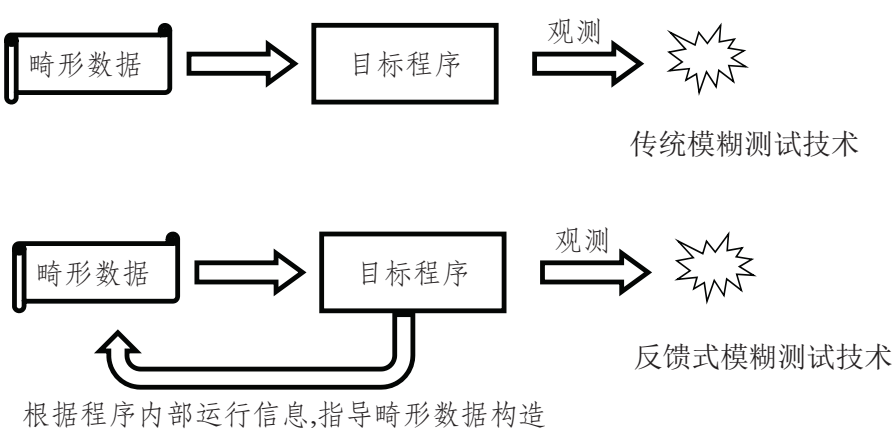 观测
畸形数据
目标程序
传统模糊测试技术
观测
畸形数据
目标程序
反馈式模糊测试技术
根据程序内部运行信息,指导畸形数据构造